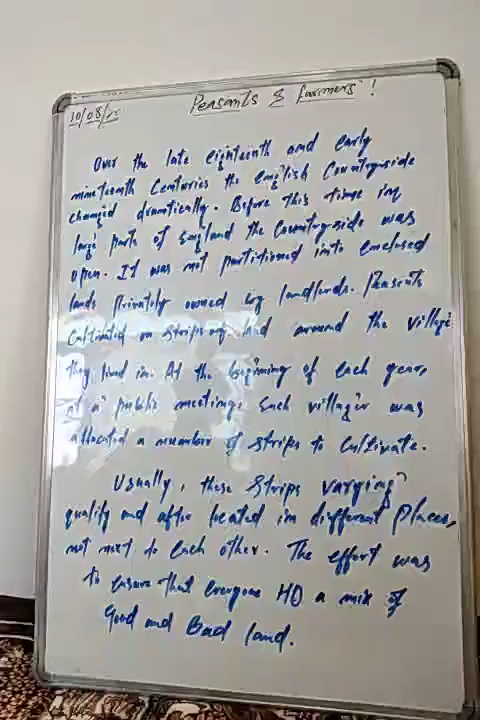 10/08/
Peasants & farmers !
Over the late eighteenth and early
nineteenth Centuries the english Countryside
changed dramatically. Before this time in
large parts of England the Countryside was
open. It was not partitioned into enclosed
lands Privately owned by landlords. Peasants
Cultivated on strips of land around the village
they lived in. At the beginning of each year,
at a public meeting, each villager was
allocated a number of strips to Cultivate.
Usually, these strips varying
quality and often located in different Places,
not next to each other. The effort was
to ensure that everyone HD a mix of
Good and Bad land.